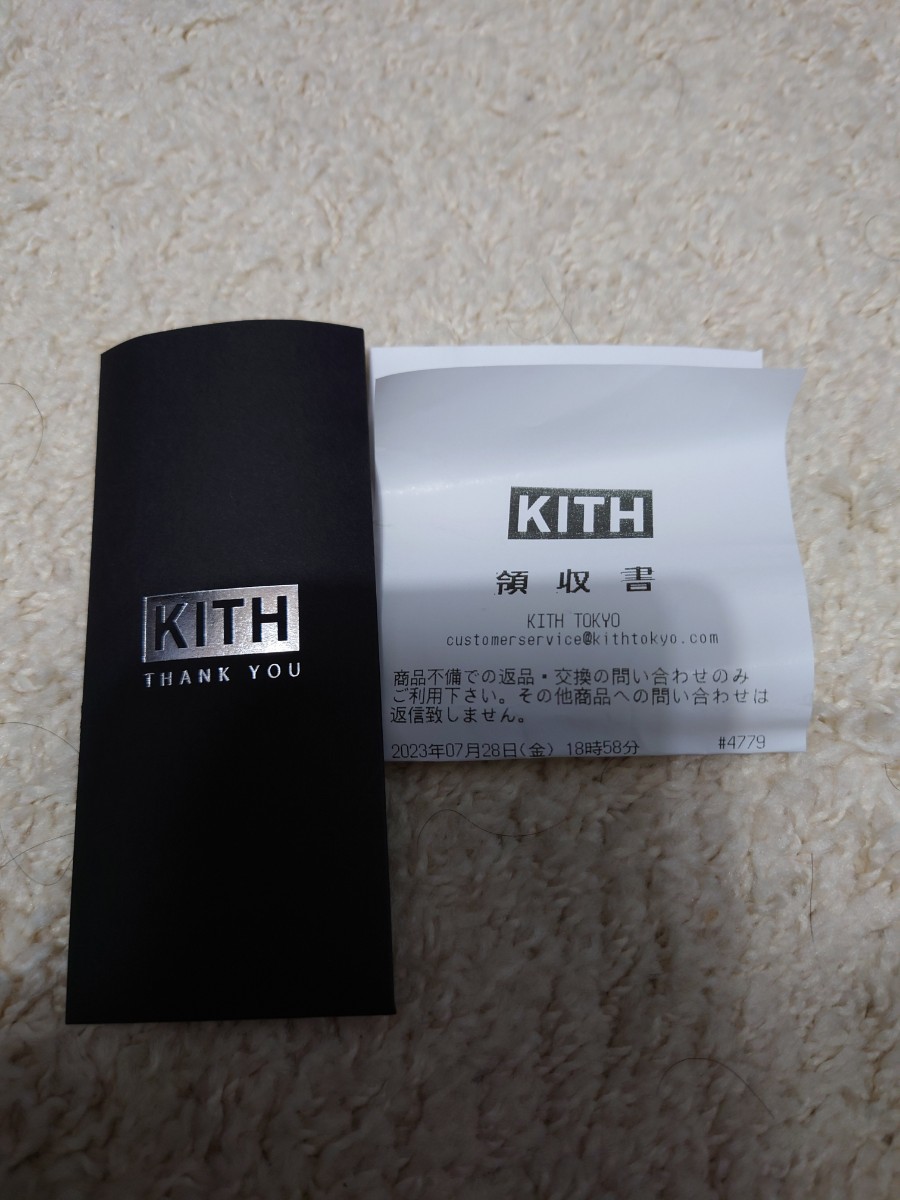 KITH
THANK YOU
KITH
領収書
KITH TOKYO
customerservice@kithtokyo.com
商品不備での返品・交換の問い合わせのみ
ご利用下さい。その他商品への問い合わせは
返信致しません。
2023年07月28日(金) 18時58分 #4779